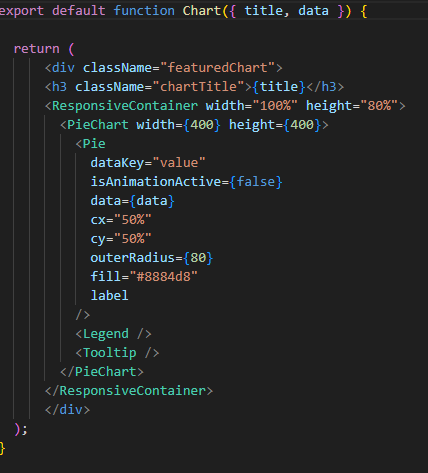 export default function Chart({ title, data }) {
return (
<div className="featuredChart">
<h3 className="chartTitle">{title}</h3>
<ResponsiveContainer width="100%" height="80%">
<PieChart width={400} height={400}>
<Pie
dataKey="value"
isAnimationActive={false}
data={data}
cx="50%"
cy="50%"
outerRadius={80}
fill="#8884d8"
label
/>
<Legend />
<Tooltip />
</PieChart>
</ResponsiveContainer>
</div>
);
}